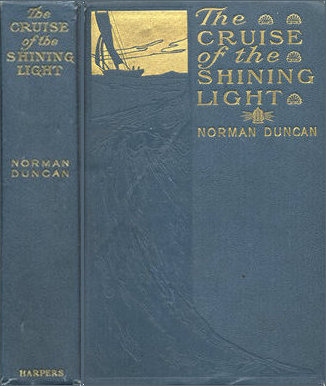 The
CRUISE
of the
SHINING
LIGHT
NORMAN
DUNCAN
HARPERS
The
CRUISE
of the
SHINING
LIGHT
NORMAN DUNCAN